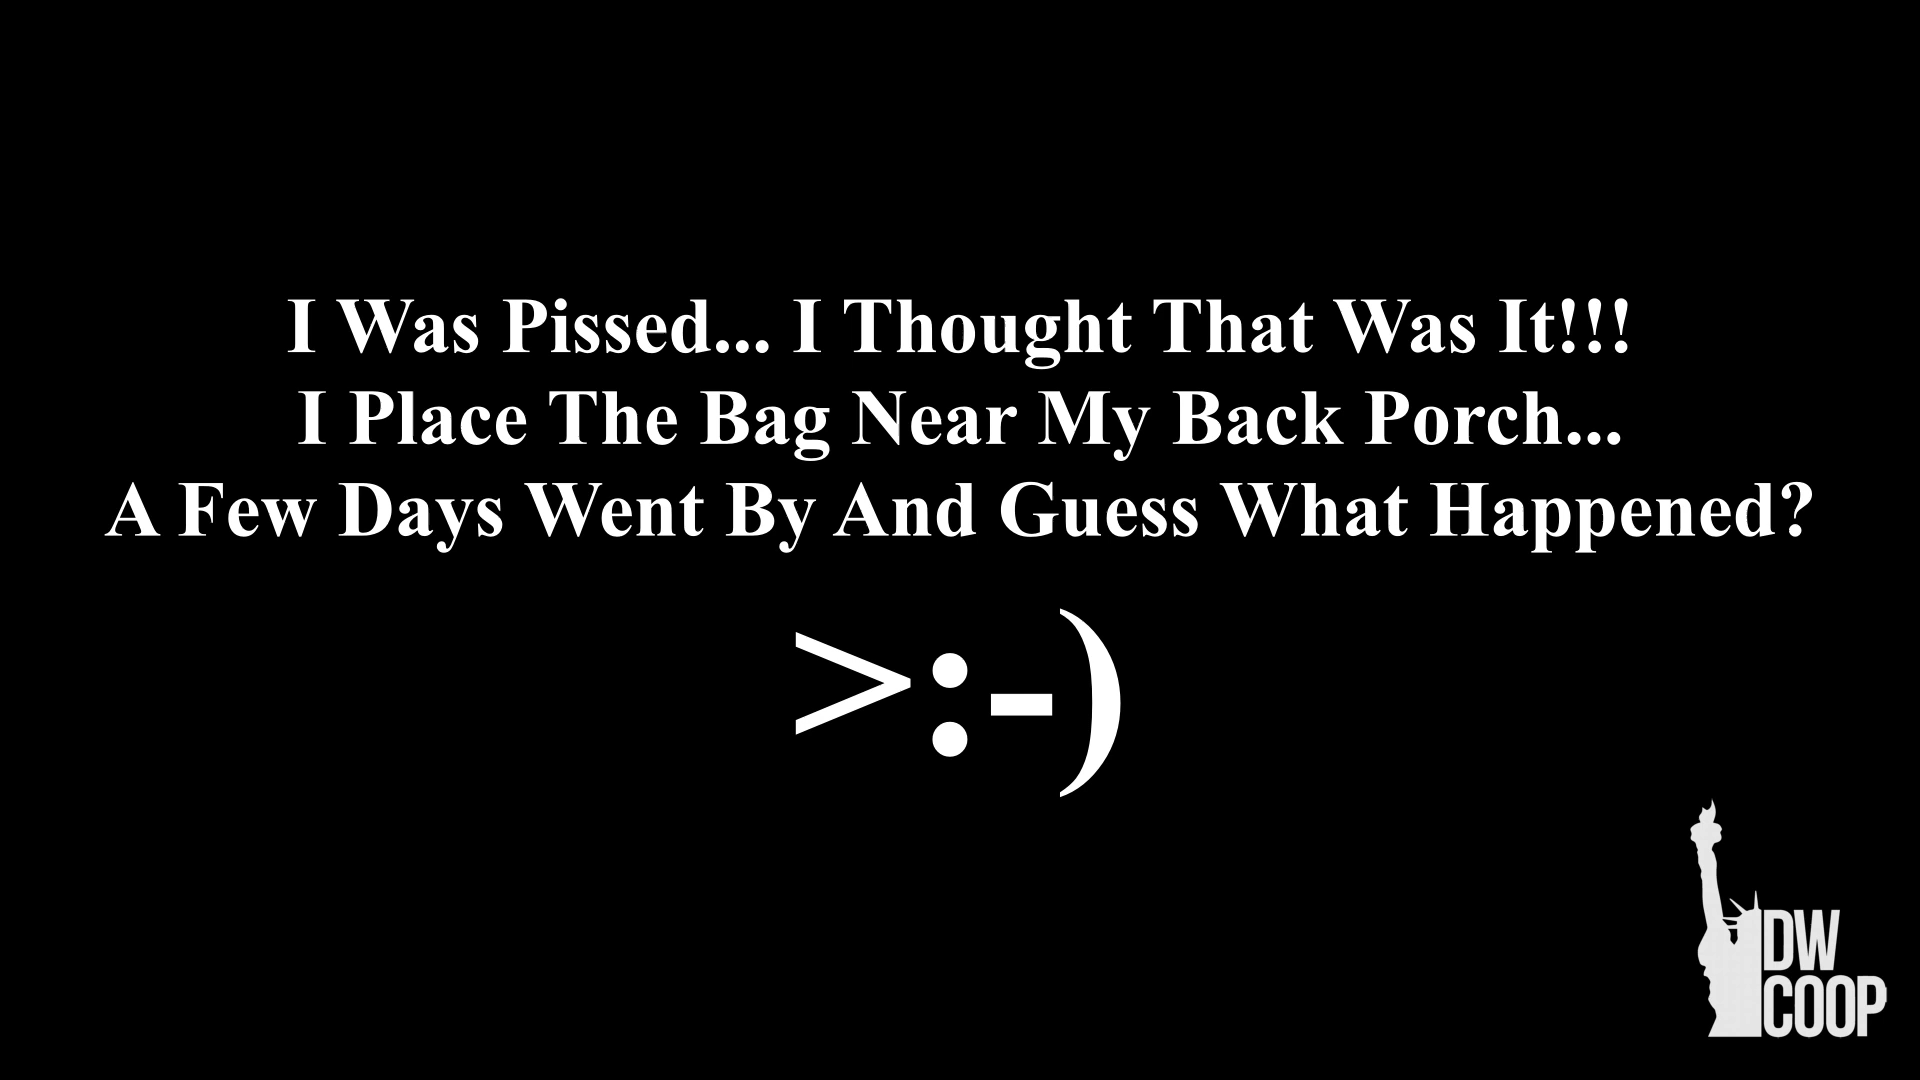 I Was Pissed... I Thought That Was It!!!
I Place The Bag Near My Back Porch...
A Few Days Went By And Guess What Happened?
>:-)
DW
COOP